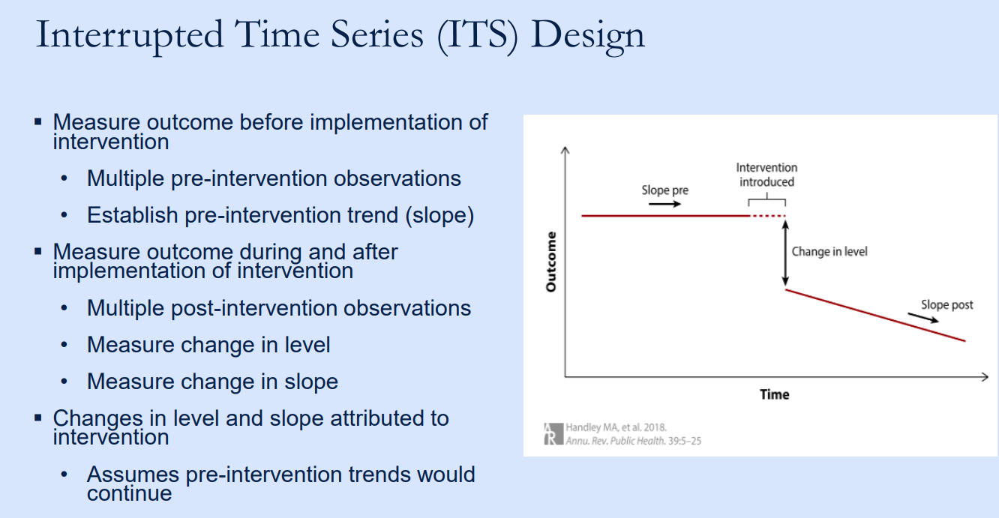 Interrupted Time Series (ITS) Design
▪ Measure outcome before implementation of
intervention
• Multiple pre-intervention observations
• Establish pre-intervention trend (slope)
▪ Measure outcome during and after
implementation of intervention
• Multiple post-intervention observations
• Measure change in level
• Measure change in slope
▪ Changes in level and slope attributed to
intervention
• Assumes pre-intervention trends would
continue
Intervention
introduced
Slope pre
Change in level
Slope post
Outcome
Time
AR
Handley MA, et al. 2018.
Annu. Rev. Public Health. 39:5–25